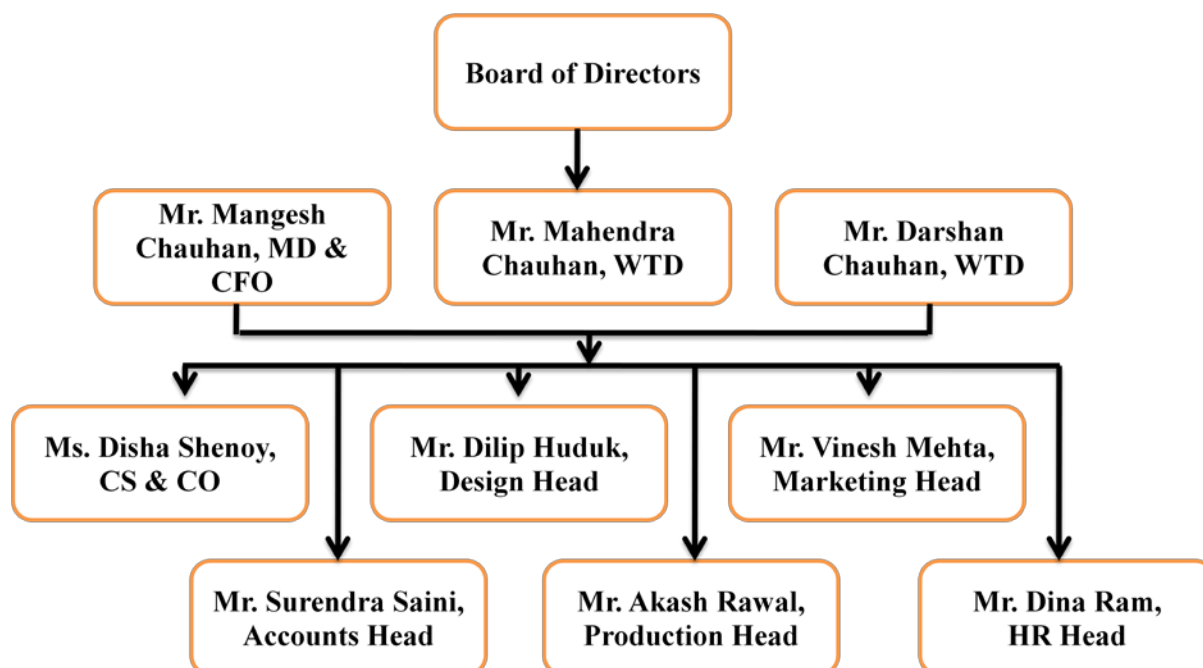 Board of Directors
Mr. Mangesh
Chauhan, MD &
CFO
Mr. Mahendra
Chauhan, WTD
Mr. Darshan
Chauhan, WTD
Ms. Disha Shenoy,
CS & CO
Mr. Dilip Huduk,
Design Head
Mr. Vinesh Mehta,
Marketing Head
Mr. Surendra Saini,
Accounts Head
Mr. Akash Rawal,
Production Head
Mr. Dina Ram,
HR Head